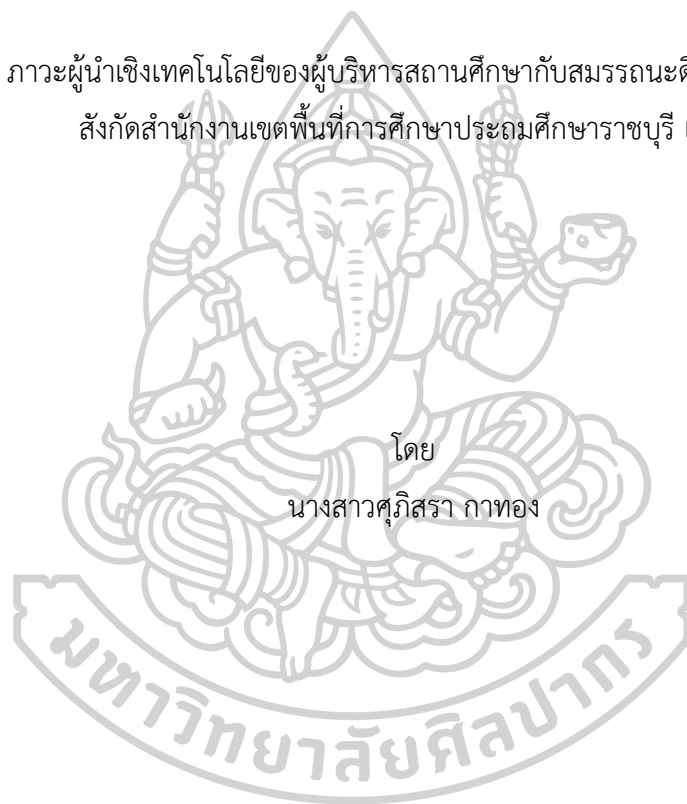 ภาวะผู้นำเชิงเทคโนโลยีของผู้บริหารสถานศึกษากับสมรรถนะ
สังกัดสำนักงานเขตพื้นที่การศึกษาประถมศึกษาราชบุรี
โดย
นางสาวศุภิสรา กาทอง
มหาวิทยาลัยศิลปากร